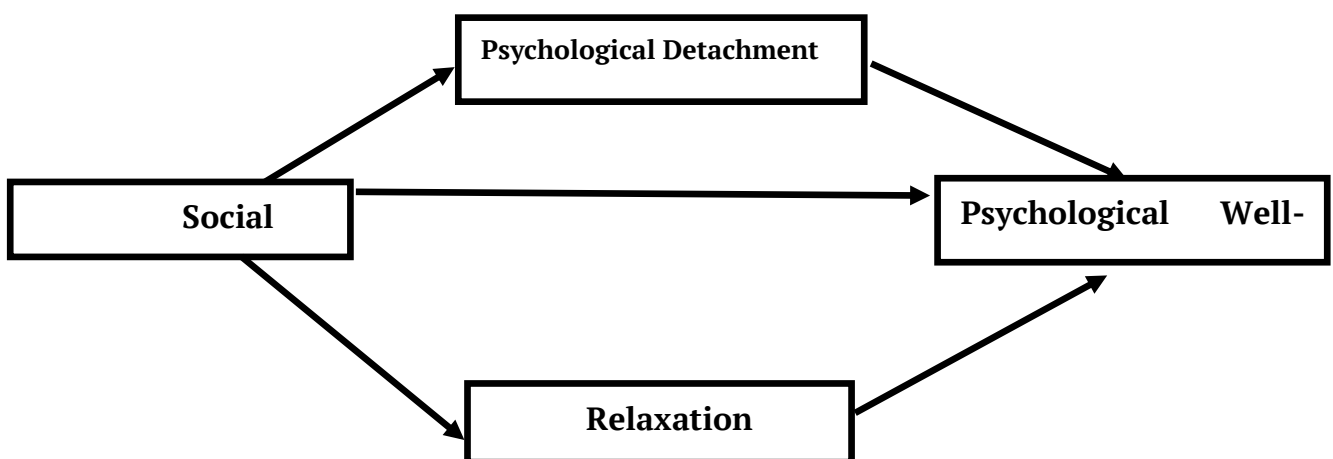 Psychological Detachment
Social
Psychological Well-
Relaxation